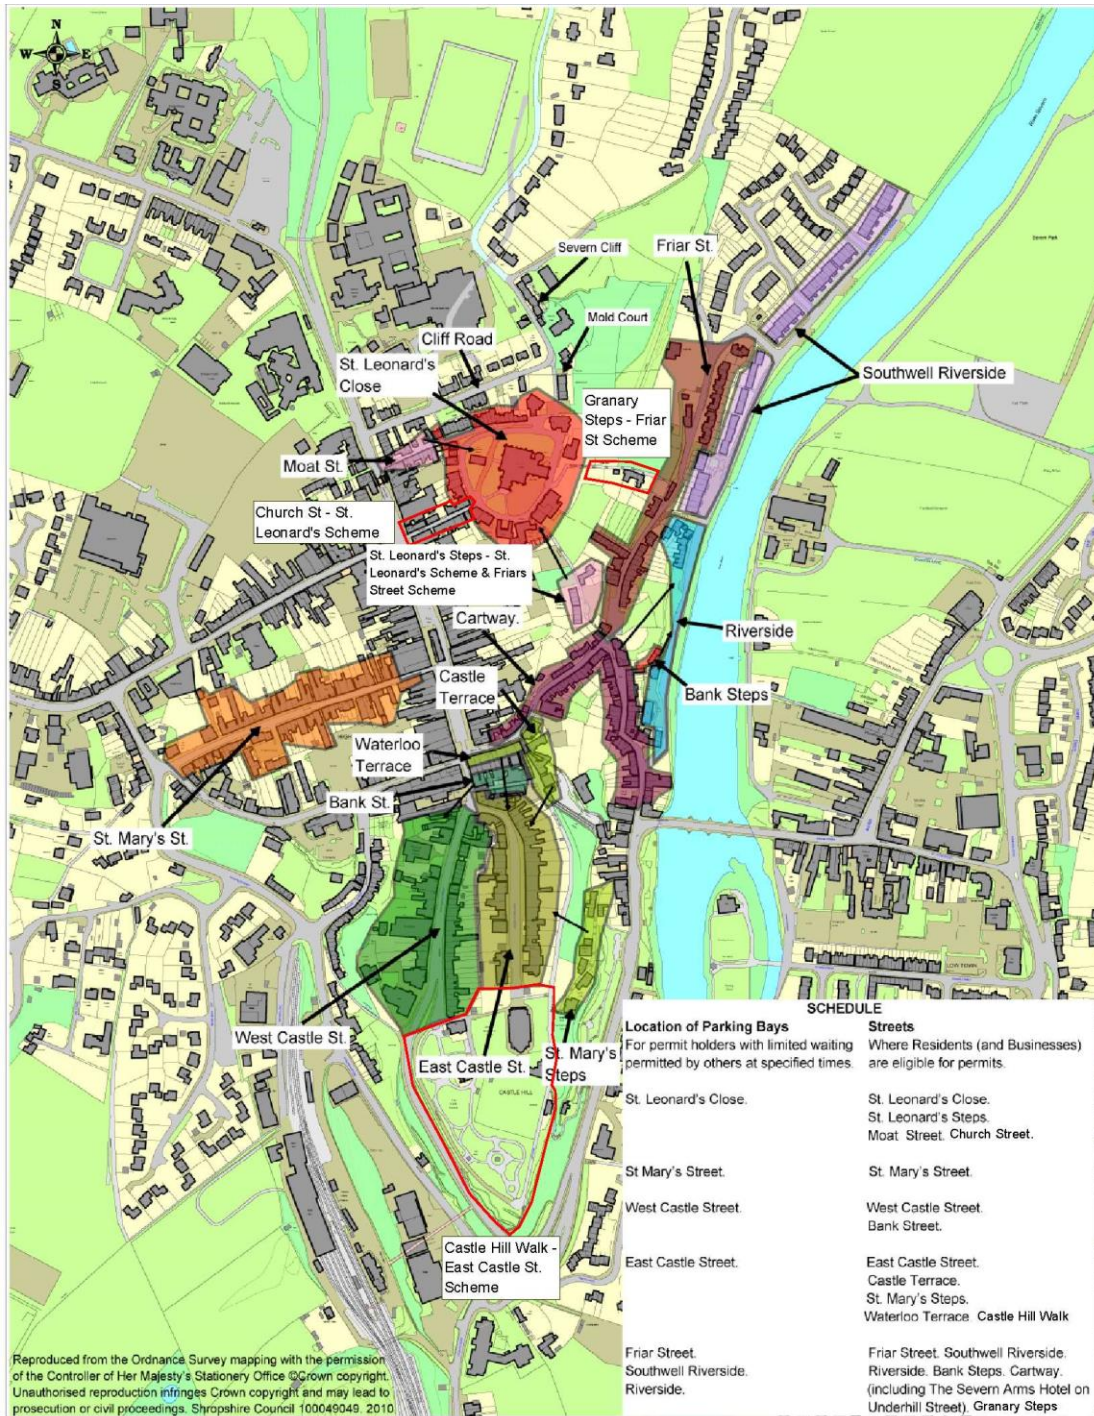 N
W E
S
Severn Cliff
Friar St.
Mold Court
Cliff Road
St. Leonard's
Close
Granary
Steps - Friar
St Scheme
Southwell Riverside
Moat St.
Church St - St.
Leonard's Scheme
St. Leonard's Steps - St.
Leonard's Scheme & Friars
Street Scheme
Cartway.
Riverside
Castle
Terrace
Bank Steps
Waterloo
Terrace
Bank St.
St. Mary's St.
West Castle St.
East Castle St.
St. Mary's
Steps
CASTLE HILL
LOW TOWN
Castle Hill Walk -
East Castle St.
Scheme
SCHEDULE
Location of Parking Bays Streets
For permit holders with limited waiting Where Residents (and Businesses)
permitted by others at specified times. are eligible for permits.
St. Leonard's Close. St. Leonard's Close.
St. Leonard's Steps.
Moat Street. Church Street.
St Mary's Street. St. Mary's Street.
West Castle Street. West Castle Street.
Bank Street.
East Castle Street. East Castle Street.
Castle Terrace.
St. Mary's Steps.
Waterloo Terrace. Castle Hill Walk
Friar Street. Friar Street. Southwell Riverside.
Southwell Riverside. Riverside. Bank Steps. Cartway.
Riverside. (including The Severn Arms Hotel on
Underhill Street). Granary Steps
Reproduced from the Ordnance Survey mapping with the permission
of the Controller of Her Majesty's Stationery Office ©Crown copyright.
Unauthorised reproduction infringes Crown copyright and may lead to
prosecution or civil proceedings. Shropshire Council 100049049. 2010